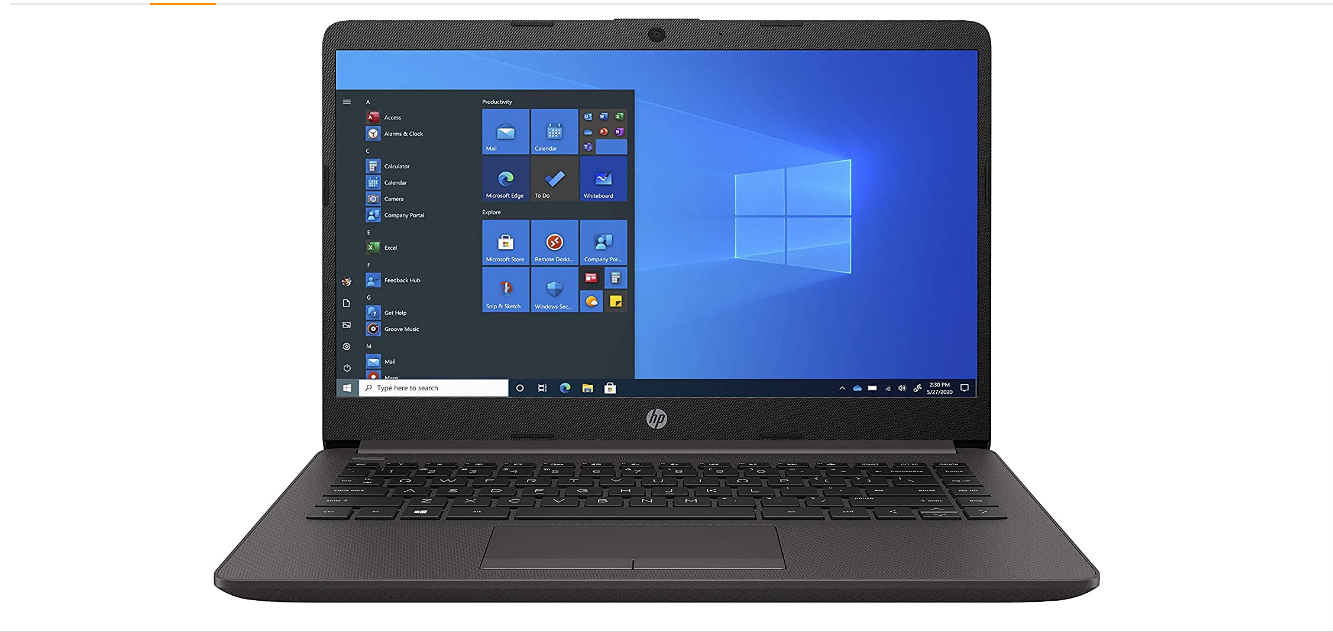 A
Access
Alarms & Clock
C
Calculator
Calendar
Camera
Company Portal
E
Excel
F
Feedback Hub
G
Get Help
Groove Music
M
Mail
Maps
Productivity
Mail
Calendar
Microsoft Edge
To Do
Whiteboard
Explore
Microsoft Store
Remote Deskt...
Company Por...
Snip & Sketch
Windows Sec...
Type here to search
2:30 PM
5/27/2020
hp
Q W E R T Y U I O P
A S D F G H J K L
Z X C V B N M